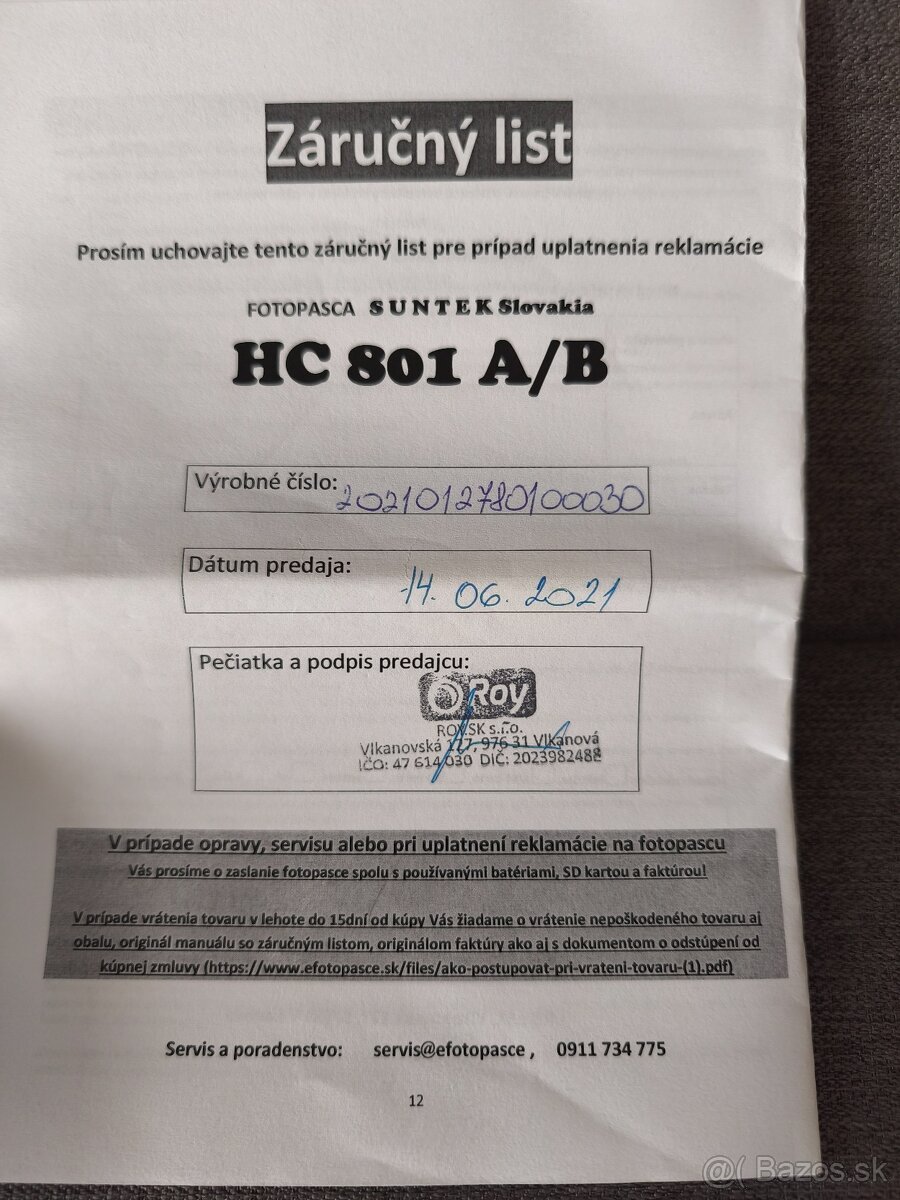 Záručný list
Prosím uchovajte tento záručný list pre prípad uplatnenia reklamácie
FOTOPASCA SUNTEK Slovakia
HC 801 A/B
Výrobné číslo: 2021012780100030
Dátum predaja: 14. 06. 2021
Pečiatka a podpis predajcu:
Roy
ROY.SK s.r.o.
Vlkanovská 177, 976 31 Vlkanová
IČO: 47 614 030 DIČ: 2023982488
V prípade opravy, servisu alebo pri uplatnení reklamácie na fotopascu
Vás prosíme o zaslanie fotopasce spolu s používanými batériami, SD kartou a faktúrou!
V prípade vrátenia tovaru v lehote do 15dní od kúpy Vás žiadame o vrátenie nepoškodeného tovaru aj
obalu, originál manuálu so záručným listom, originálom faktúry ako aj s dokumentom o odstúpení od
kúpnej zmluvy (https://www.efotopasce.sk/files/ako-postupovat-pri-vrateni-tovaru-(1).pdf)
Servis a poradenstvo: servis@efotopasce , 0911 734 775
12
@( Bazos.sk